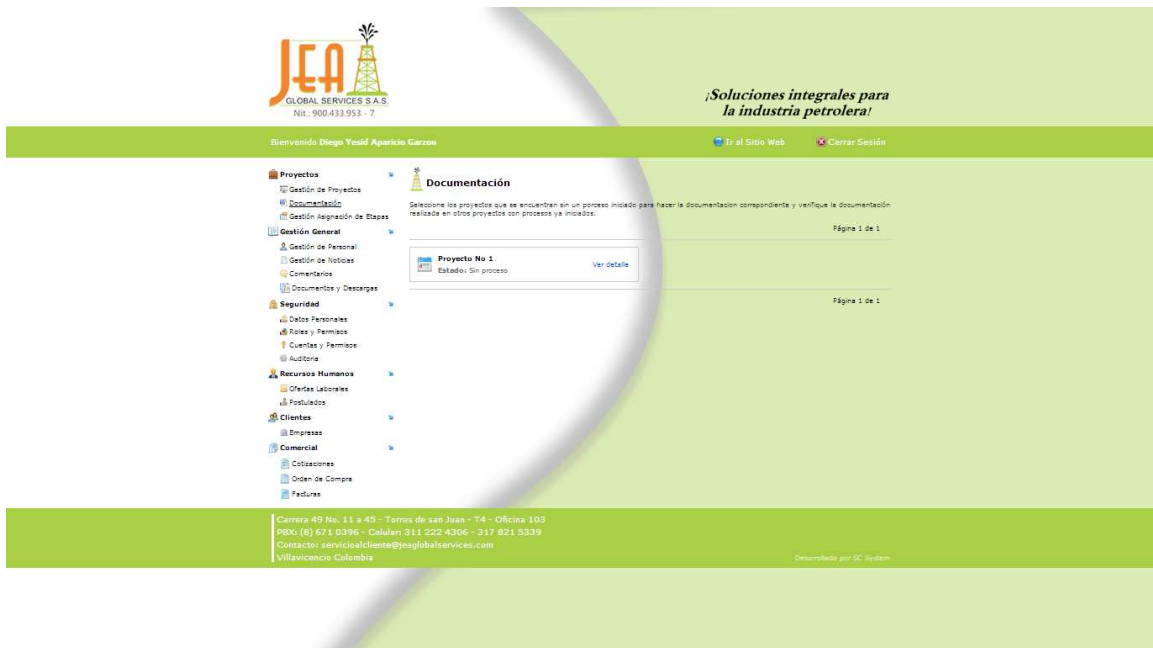 JEA
GLOBAL SERVICES S.A.S.
Nit.: 900.433.953 - 7
¡Soluciones integrales para
la industria petrolera!
Bienvenido Diego Yesid Aparicio Garzon
Ir al Sitio Web
Cerrar Sesión
Proyectos
Gestión de Proyectos
Documentación
Gestión Asignación de Etapas
Gestión General
Gestión de Personal
Gestión de Noticias
Comentarios
Documentos y Descargas
Seguridad
Datos Personales
Roles y Permisos
Cuentas y Permisos
Auditoria
Recursos Humanos
Ofertas Laborales
Postulados
Clientes
Empresas
Comercial
Cotizaciones
Orden de Compra
Facturas
Documentación
Seleccione los proyectos que se encuentran sin un porceso iniciado para hacer la documentacion correpondiente y verifique la documentación
realizada en otros proyectos con procesos ya iniciados.
Página 1 de 1
Proyecto No 1
Estado: Sin proceso
Ver detalle
Página 1 de 1
Carrera 49 No. 11 a 45 - Torres de san Juan - T4 - Oficina 103
PBX: (8) 671 0396 - Celular: 311 222 4306 - 317 821 5339
Contacto: servicioalcliente@jeaglobalservices.com
Villavicencio Colombia
Desarrollado por SC System